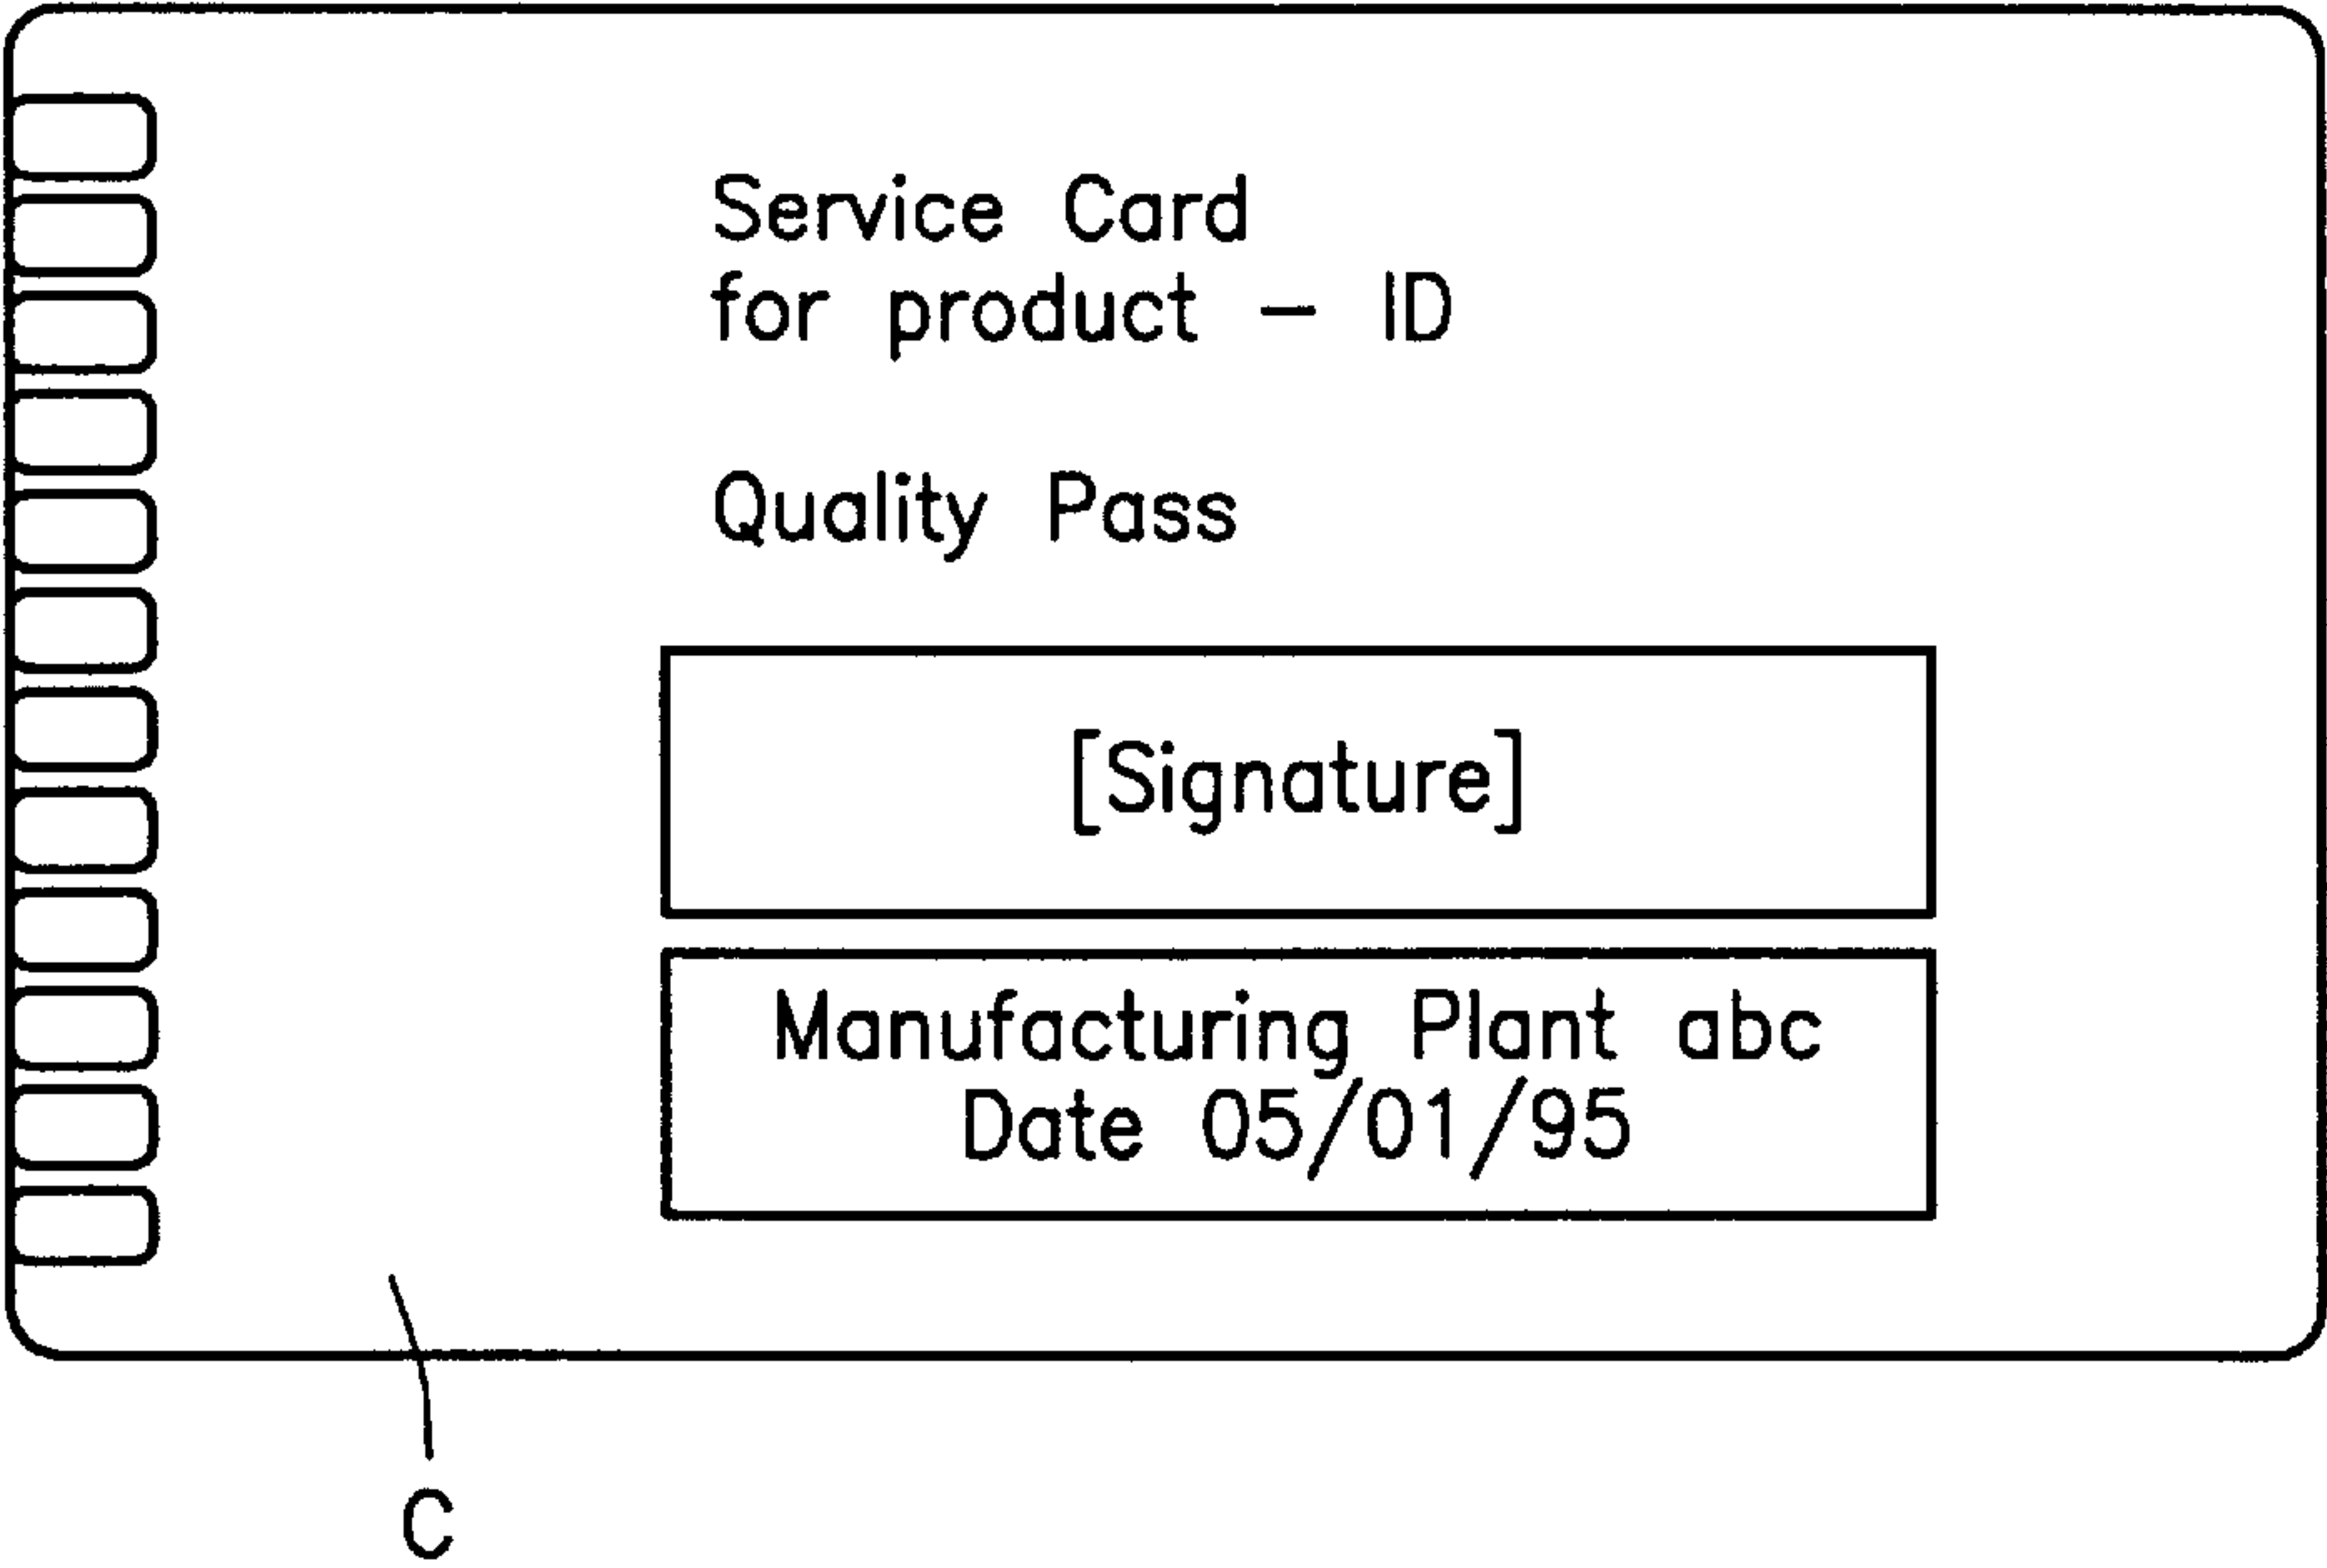 Service Card
for product - ID
Quality Pass
[Signature]
Manufacturing Plant abc
Date 05/01/95
C